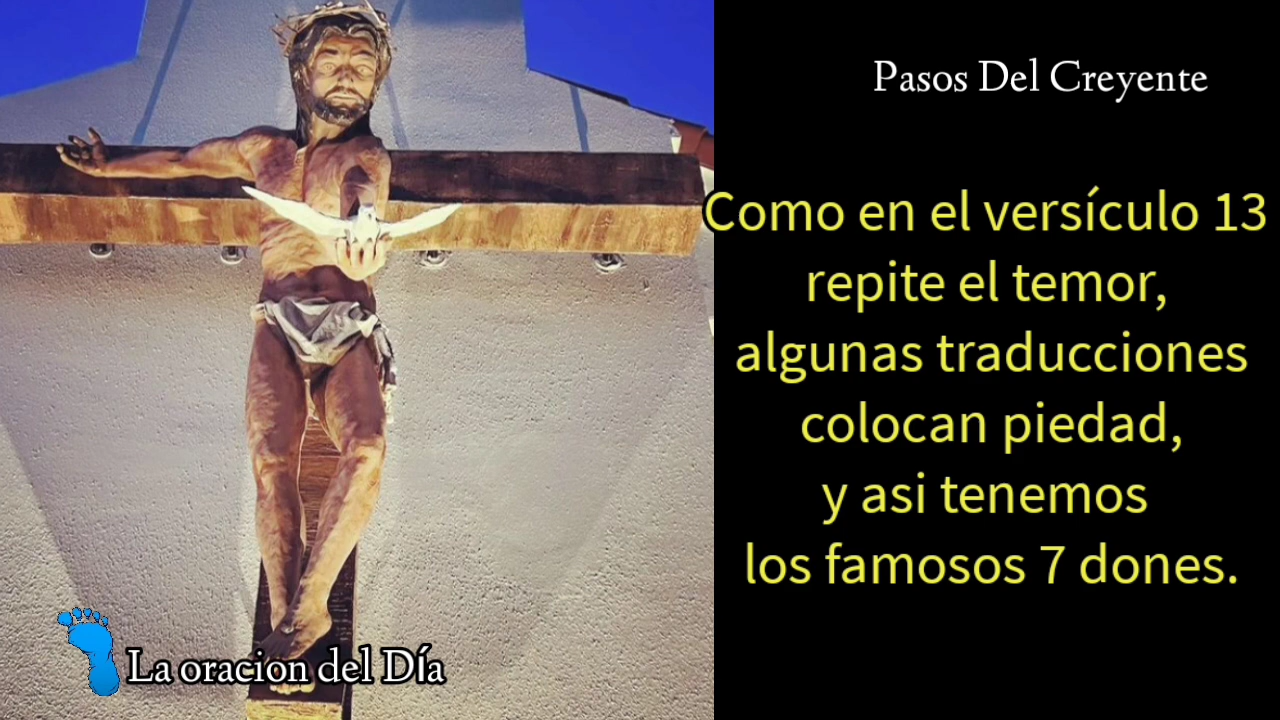 Pasos Del Creyente
Como en el versículo 13
repite el temor,
algunas traducciones
colocan piedad,
y asi tenemos
los famosos 7 dones.
La oracion del Día